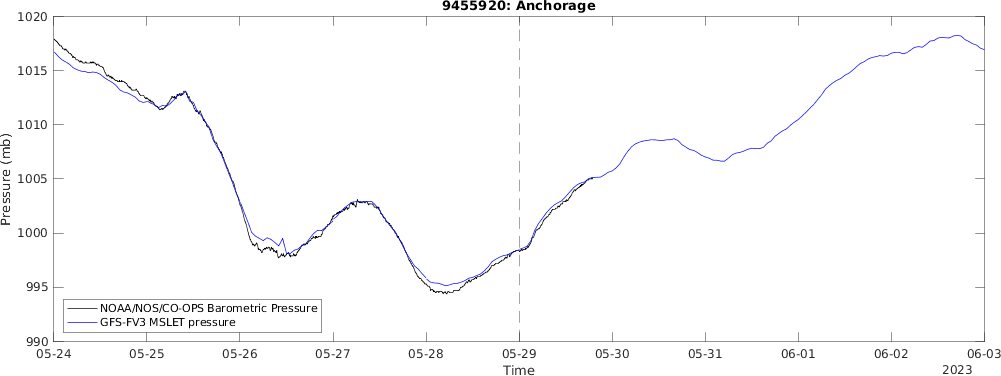 9455920: Anchorage
1020
1015
1010
1005
1000
995
990
Pressure (mb)
NOAA/NOS/CO-OPS Barometric Pressure
GFS-FV3 MSLET pressure
05-24 05-25 05-26 05-27 05-28 05-29 05-30 05-31 06-01 06-02 06-03
Time
2023